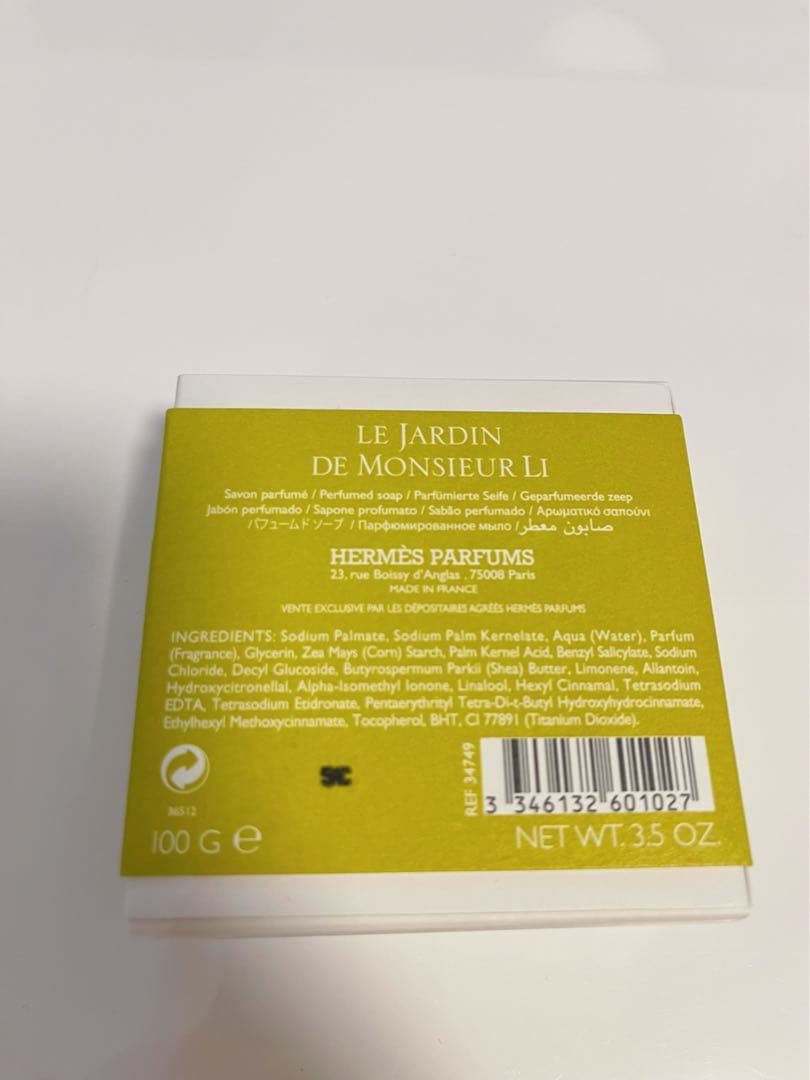 LE JARDIN
DE MONSIEUR LI
Savon parfumé / Perfumed soap / Parfümierte Seife / Geparfumeerde zeep
Jabón perfumado / Sapone profumato / Sabão perfumado / Αρωματικό σαπούνι
パフュームド ソープ / Парфюмированное мыло / صابون معطر
HERMÈS PARFUMS
23, rue Boissy d'Anglas . 75008 Paris
MADE IN FRANCE
VENTE EXCLUSIVE PAR LES DÉPOSITAIRES AGRÉÉS HERMÈS PARFUMS
INGREDIENTS: Sodium Palmate, Sodium Palm Kernelate, Aqua (Water), Parfum
(Fragrance), Glycerin, Zea Mays (Corn) Starch, Palm Kernel Acid, Benzyl Salicylate, Sodium
Chloride, Decyl Glucoside, Butyrospermum Parkii (Shea) Butter, Limonene, Allantoin,
Hydroxycitronellal, Alpha-Isomethyl Ionone, Linalool, Hexyl Cinnamal, Tetrasodium
EDTA, Tetrasodium Etidronate, Pentaerythrityl Tetra-Di-t-Butyl Hydroxyhydrocinnamate,
Ethylhexyl Methoxycinnamate, Tocopherol, BHT, CI 77891 (Titanium Dioxide).
36512
SC
REF 34749
3 346132 601027
100 G e
NET WT. 3.5 OZ.